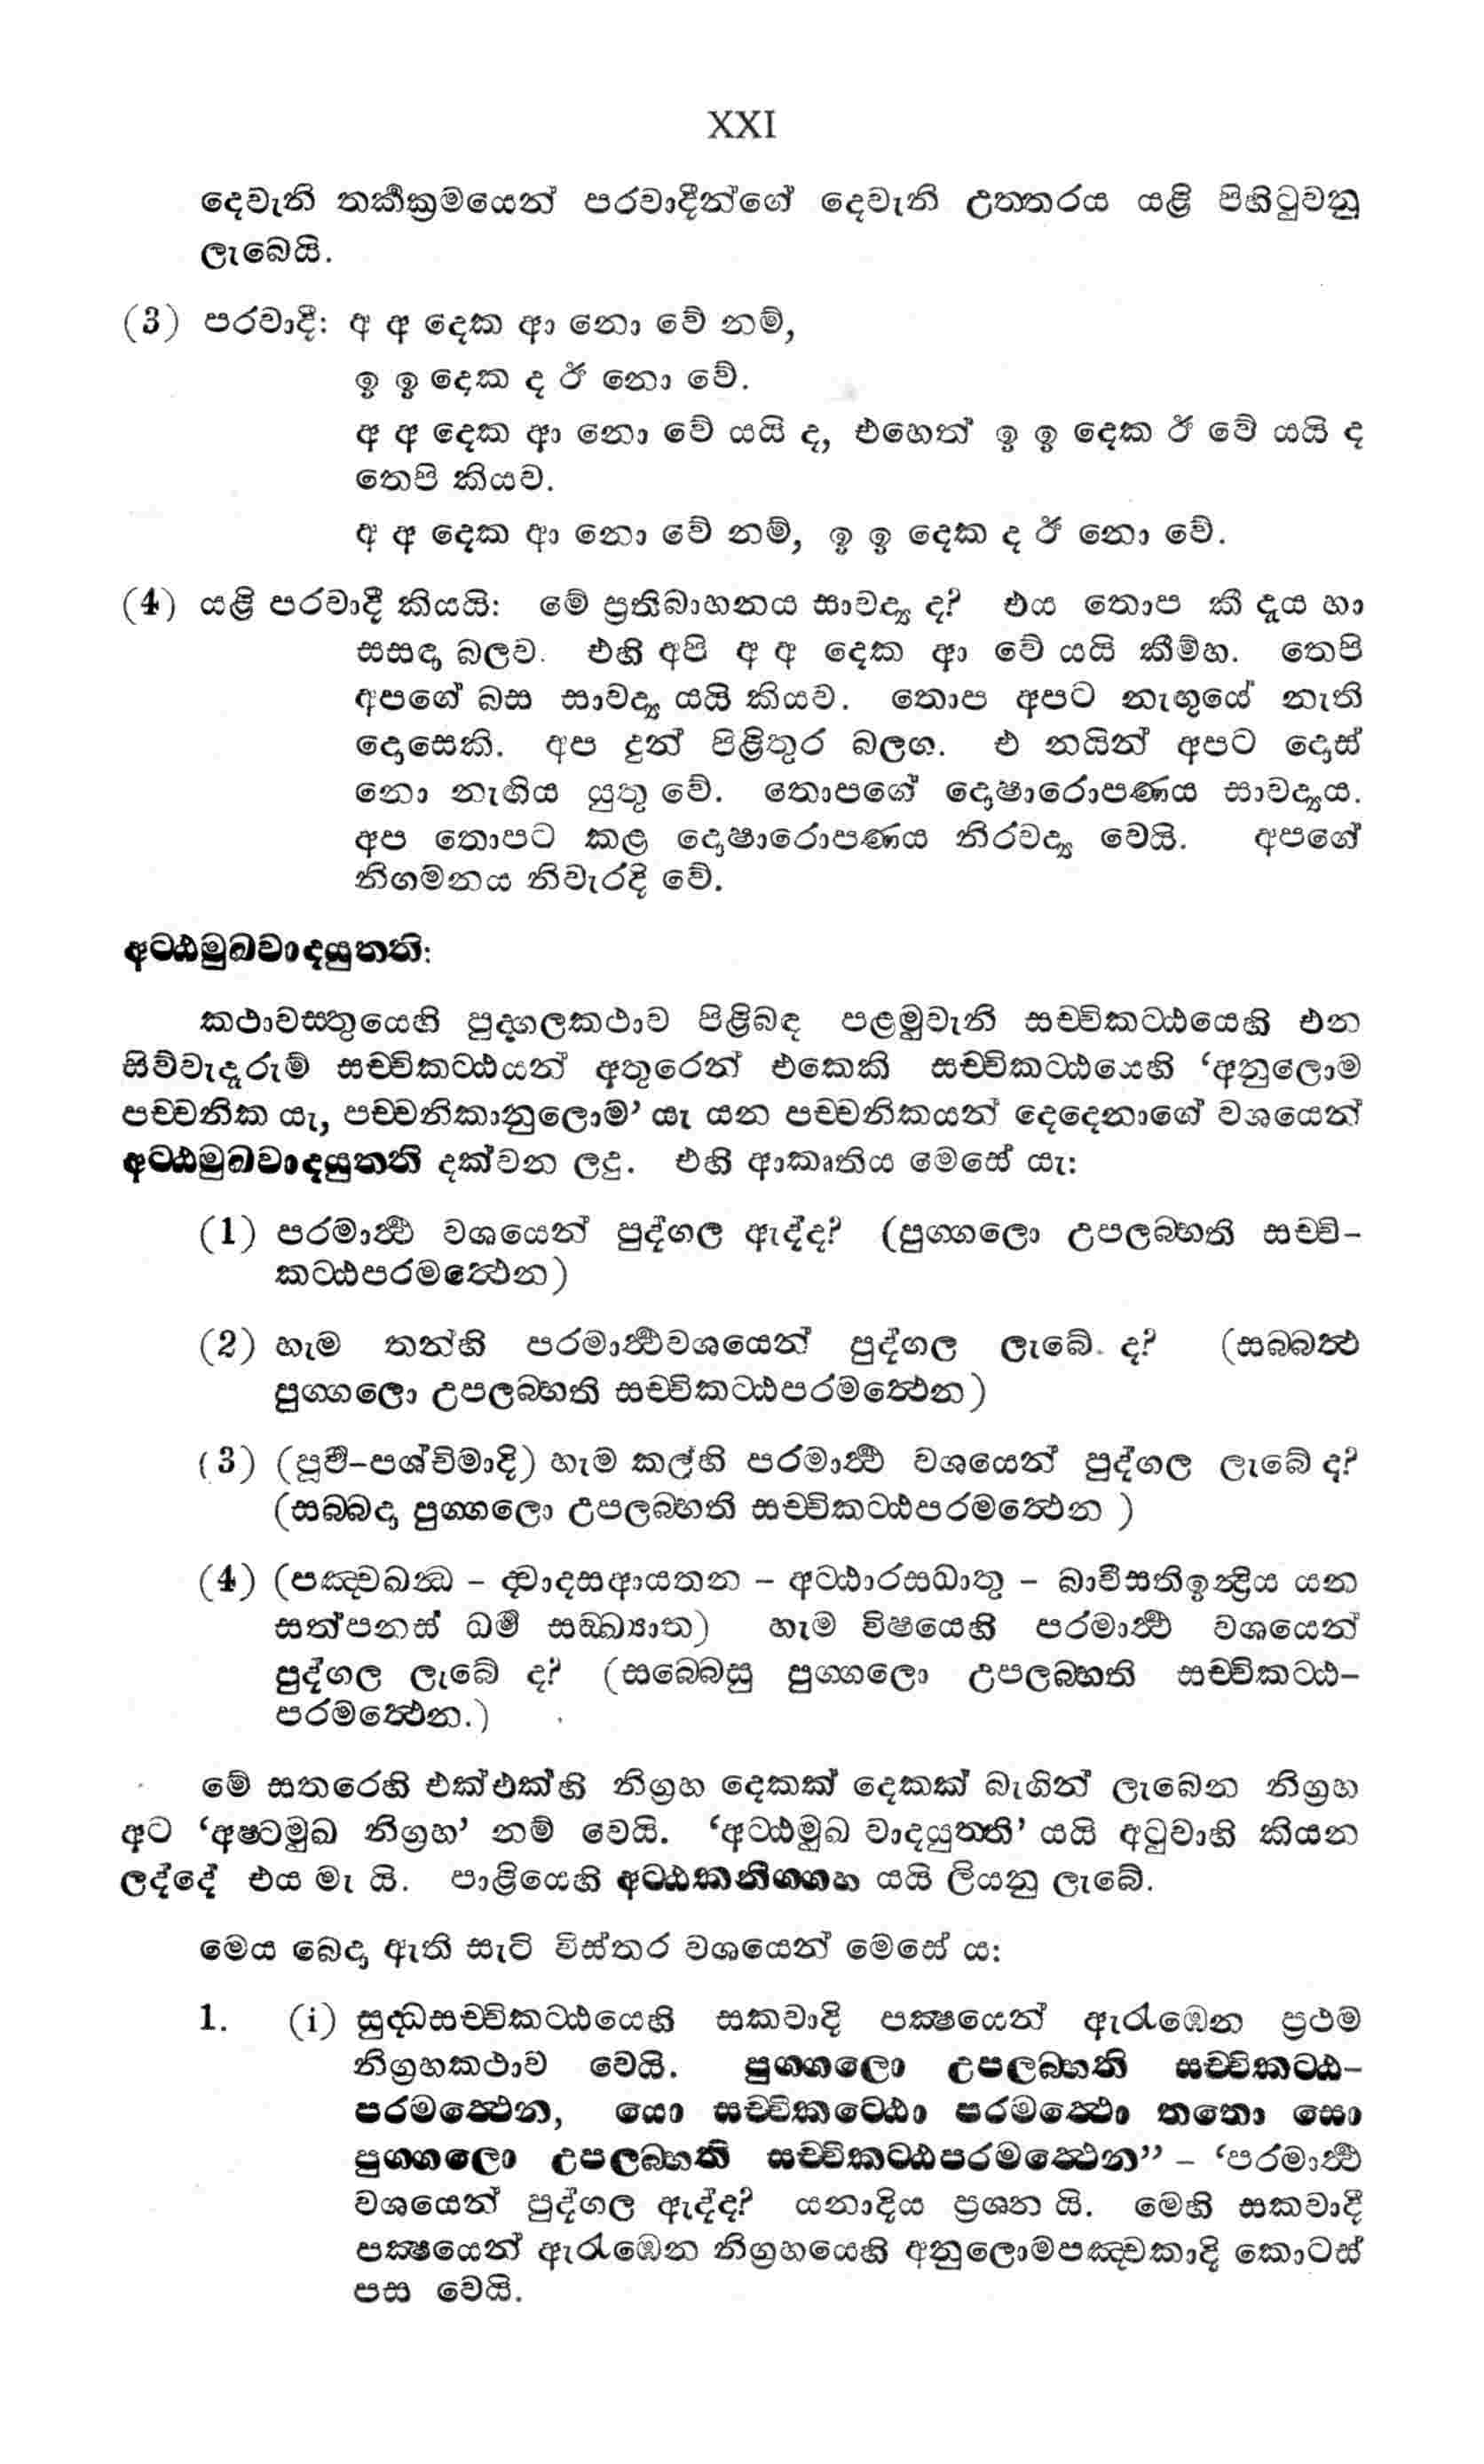 XXI
දෙවැනි තර්කක්‍රමයෙන් පරවාදීන්ගේ දෙවැනි උත්තරය යළි පිහිටුවනු
ලැබෙයි.
(3) පරවාදී: අ අ දෙක ආ නො වේ නම්,
ඉ ඉ දෙක ද ඊ නො වේ.
අ අ දෙක ආ නො වේ යයි ද, එහෙත් ඉ ඉ දෙක ඊ වේ යයි ද
තෙපි කියව.
අ අ දෙක ආ නො වේ නම්, ඉ ඉ දෙක ද ඊ නො වේ.
(4) යළි පරවාදී කියයි: මේ ප්‍රතිබාහනය සාවද්‍ය ද? එය තොප කී දෑය හා
සසඳා බලව. එහි අපි අ අ දෙක ආ වේ යයි කීම්හ. තෙපි
අපගේ බස සාවද්‍ය යයි කියව. තොප අපට නැඟුයේ නැති
දොසෙකි. අප දුන් පිළිතුර බලග. එ නයින් අපට දොස්
නො නැඟිය යුතු වේ. තොපගේ දොෂාරොපණය සාවද්‍යය.
අප තොපට කළ දොෂාරොපණය නිරවද්‍ය වෙයි. අපගේ
නිගමනය නිවැරදි වේ.
අට්ඨමුඛවාදයුත්ති:
කථාවස්තුයෙහි පුද්ගලකථාව පිළිබඳ පළමුවැනි සච්චිකට්ඨයෙහි එන
සිව්වැදෑරුම් සච්චිකට්ඨයන් අතුරෙන් එකෙකි සච්චිකට්ඨයෙහි ‘අනුලොම
පච්චනික යැ, පච්චනිකානුලොම’ යැ යන පච්චනිකයන් දෙදෙනාගේ වශයෙන්
අට්ඨමුඛවාදයුත්ති දක්වන ලදු. එහි ආකෘතිය මෙසේ යැ:
(1) පරමාර්ථ වශයෙන් පුද්ගල ඇද්ද? (පුග්ගලො උපලබ්භති සච්චි-
කට්ඨපරමත්ථෙන)
(2) හැම තන්හි පරමාර්ථවශයෙන් පුද්ගල ලැබේ ද? (සබ්බත්ථ
පුග්ගලො උපලබ්භති සච්චිකට්ඨපරමත්ථෙන)
(3) (පූර්ව-පශ්චිමාදි) හැම කල්හි පරමාර්ථ වශයෙන් පුද්ගල ලැබේ ද?
(සබ්බදා පුග්ගලො උපලබ්භති සච්චිකට්ඨපරමත්ථෙන )
(4) (පඤ්චඛන්ධ - ද්වාදසආයතන - අට්ඨාරසධාතු - බාවීසතිඉන්ද්‍රිය යන
සත්පනස් ධර්ම සඞ්ඛ්‍යාත) හැම විෂයෙහි පරමාර්ථ වශයෙන්
පුද්ගල ලැබේ ද? (සබ්බෙසු පුග්ගලො උපලබ්භති සච්චිකට්ඨ-
පරමත්ථෙන.)
මේ සතරෙහි එක්එක්හි නිග්‍රහ දෙකක් දෙකක් බැගින් ලැබෙන නිග්‍රහ
අට ‘අෂ්ටමුඛ නිග්‍රහ’ නම් වෙයි. ‘අට්ඨමුඛ වාදයුත්ති’ යයි අටුවාහි කියන
ලද්දේ එය මැ යි. පාළියෙහි අට්ඨකනිග්ගහ යයි ලියනු ලැබේ.
මෙය බෙදා ඇති සැටි විස්තර වශයෙන් මෙසේ ය:
1. (i) සුද්ධසච්චිකට්ඨයෙහි සකවාදි පක්ෂයෙන් ඇරැඹෙන ප්‍රථම
නිග්‍රහකථාව වෙයි. පුග්ගලො උපලබ්භති සච්චිකට්ඨ-
පරමත්ථෙන, යො සච්චිකට්ඨො පරමත්ථො තතො සො
පුග්ගලො උපලබ්භති සච්චිකට්ඨපරමත්ථෙන” - ‘පරමාර්ථ
වශයෙන් පුද්ගල ඇද්ද? යනාදිය ප්‍රශ්න යි. මෙහි සකවාදී
පක්ෂයෙන් ඇරැඹෙන නිග්‍රහයෙහි අනුලොමපඤ්චකාදි කොටස්
පස වෙයි.